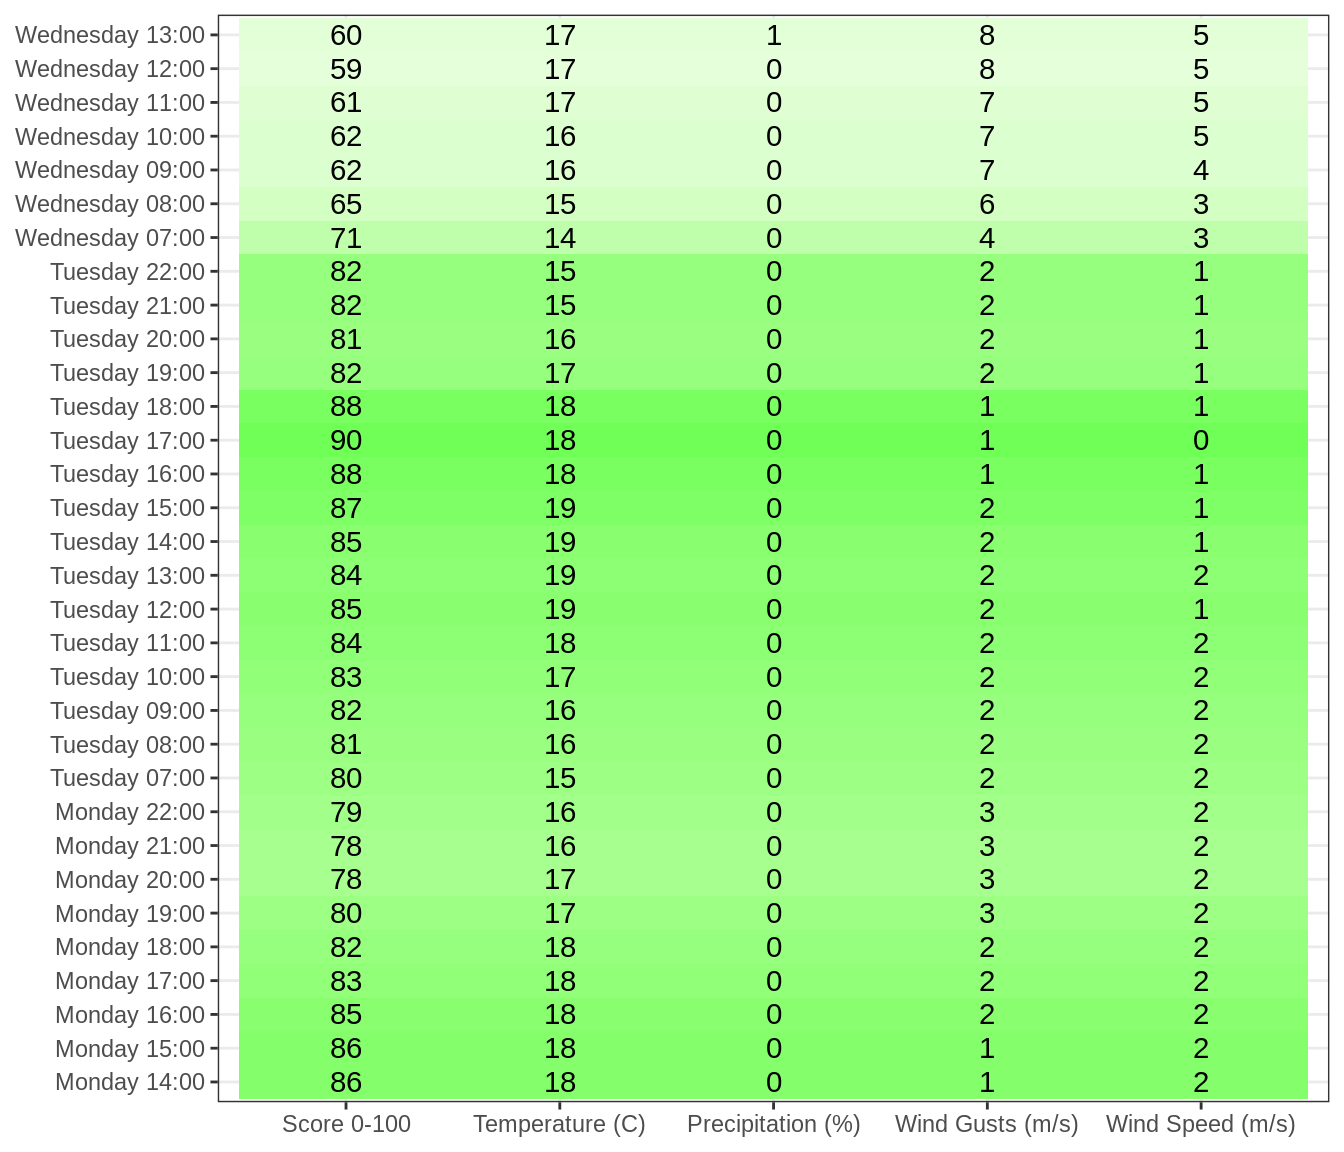 Wednesday 13:00 60 17 1 8 5
Wednesday 12:00 59 17 0 8 5
Wednesday 11:00 61 17 0 7 5
Wednesday 10:00 62 16 0 7 5
Wednesday 09:00 62 16 0 7 4
Wednesday 08:00 65 15 0 6 3
Wednesday 07:00 71 14 0 4 3
Tuesday 22:00 82 15 0 2 1
Tuesday 21:00 82 15 0 2 1
Tuesday 20:00 81 16 0 2 1
Tuesday 19:00 82 17 0 2 1
Tuesday 18:00 88 18 0 1 1
Tuesday 17:00 90 18 0 1 0
Tuesday 16:00 88 18 0 1 1
Tuesday 15:00 87 19 0 2 1
Tuesday 14:00 85 19 0 2 1
Tuesday 13:00 84 19 0 2 2
Tuesday 12:00 85 19 0 2 1
Tuesday 11:00 84 18 0 2 2
Tuesday 10:00 83 17 0 2 2
Tuesday 09:00 82 16 0 2 2
Tuesday 08:00 81 16 0 2 2
Tuesday 07:00 80 15 0 2 2
Monday 22:00 79 16 0 3 2
Monday 21:00 78 16 0 3 2
Monday 20:00 78 17 0 3 2
Monday 19:00 80 17 0 3 2
Monday 18:00 82 18 0 2 2
Monday 17:00 83 18 0 2 2
Monday 16:00 85 18 0 2 2
Monday 15:00 86 18 0 1 2
Monday 14:00 86 18 0 1 2
Score 0-100 Temperature (C) Precipitation (%) Wind Gusts (m/s) Wind Speed (m/s)